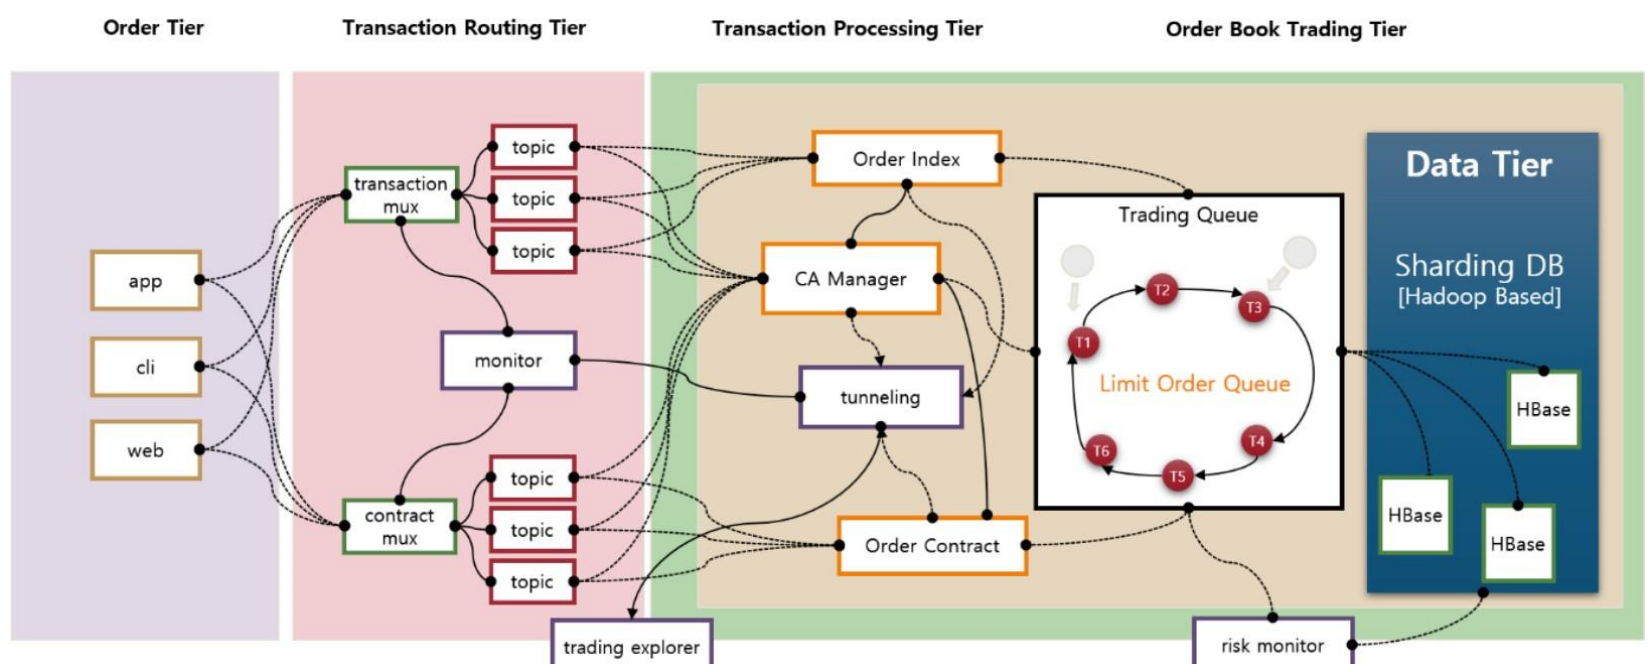 Order Tier
Transaction Routing Tier
Transaction Processing Tier
Order Book Trading Tier
app
cli
web
transaction
mux
topic
topic
topic
monitor
contract
mux
topic
topic
topic
trading explorer
Order Index
CA Manager
tunneling
Order Contract
Trading Queue
T1
T2
T3
T4
T5
T6
Limit Order Queue
risk monitor
Data Tier
Sharding DB
[Hadoop Based]
HBase
HBase
HBase